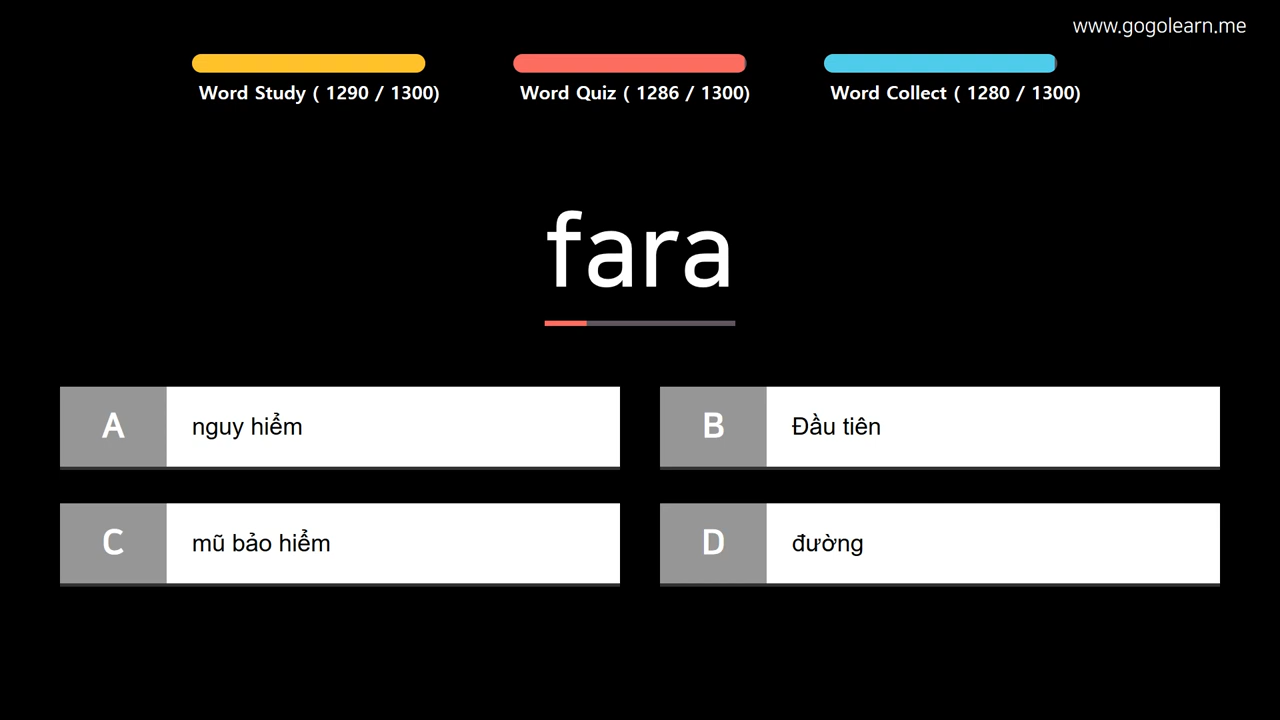 www.gogolearn.me
Word Study ( 1290 / 1300)
Word Quiz ( 1286 / 1300)
Word Collect ( 1280 / 1300)
fara
A nguy hiểm
B Đầu tiên
C mũ bảo hiểm
D đường